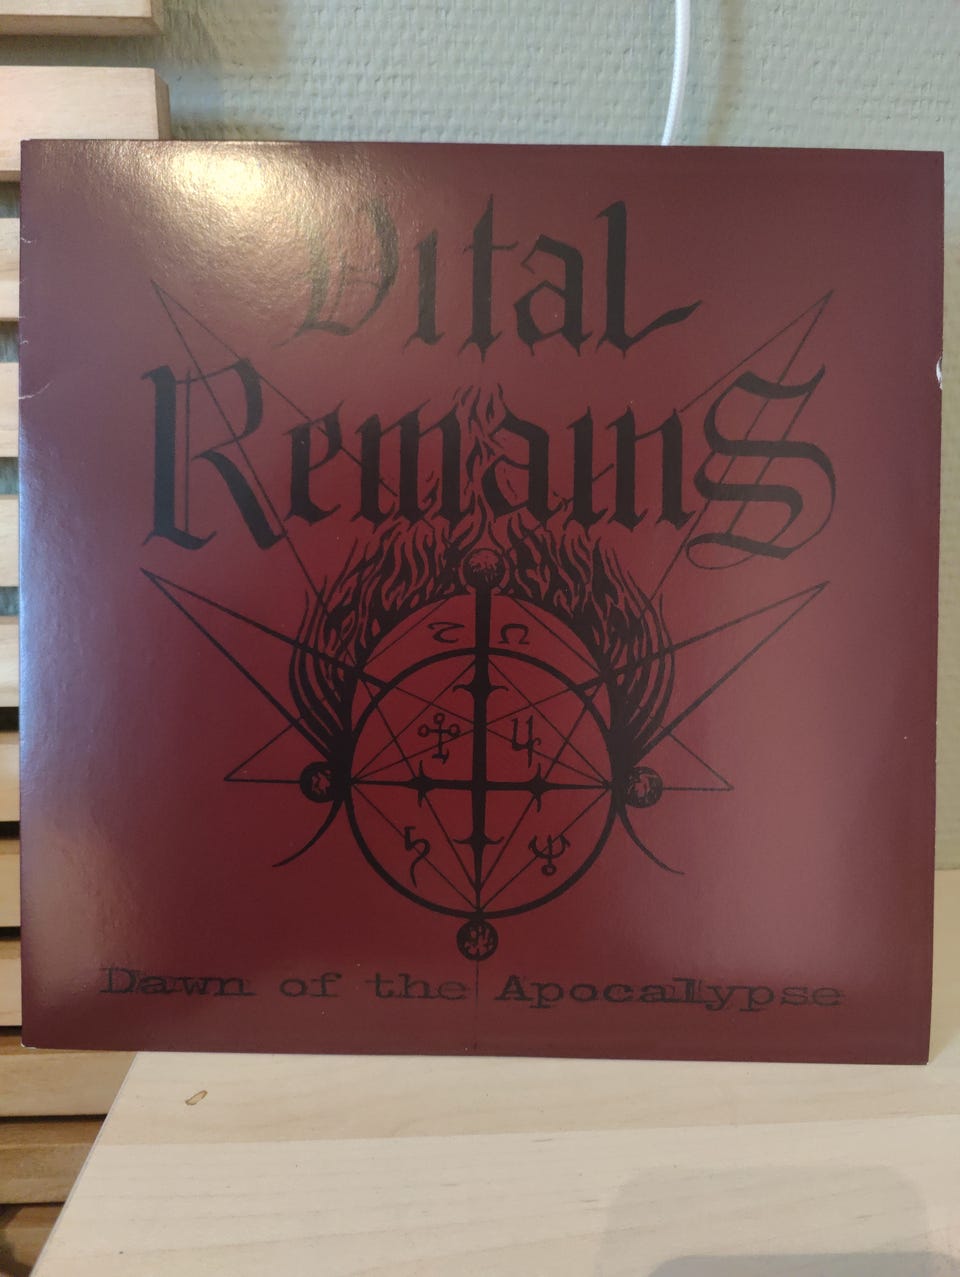 Vital
Remains
Dawn of the Apocalypse